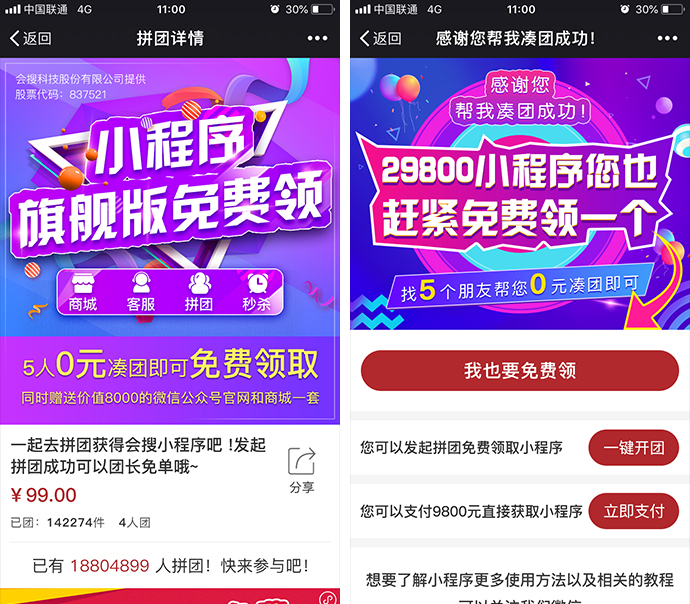 中国联通 4G
11:00
30%
返回
拼团详情
会搜科技股份有限公司提供
股票代码：837521
小程序
旗舰版免费领
商城
客服
拼团
秒杀
5人0元凑团即可免费领取
同时赠送价值8000的微信公众号官网和商城一套
一起去拼团获得会搜小程序吧 !发起
拼团成功可以团长免单哦~
分享
¥99.00
已团：142274件 4人团
已有 18804899 人拼团！快来参与吧！
中国联通 4G
11:00
30%
返回
感谢您帮我凑团成功！
感谢您
帮我凑团成功！
29800小程序您也
赶紧免费领一个
找5个朋友帮您0元凑团即可
我也要免费领
您可以发起拼团免费领取小程序
一键开团
您可以支付9800元直接获取小程序
立即支付
想要了解小程序更多使用方法以及相关的教程
可以关注我们微信